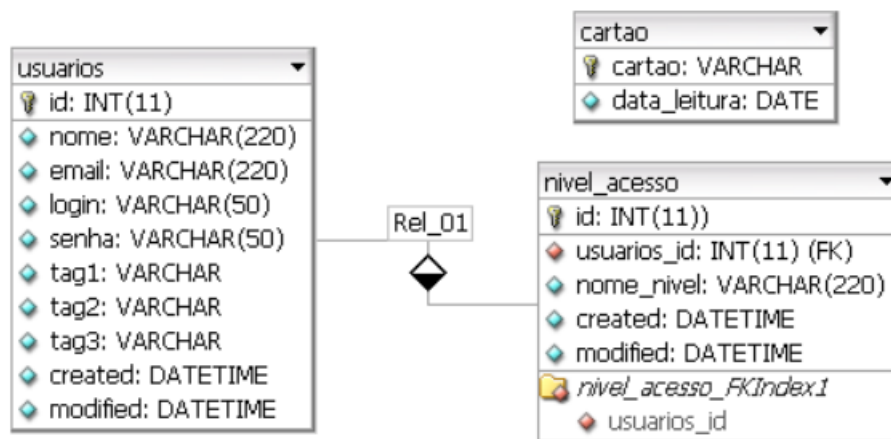 usuarios
id: INT(11)
nome: VARCHAR(220)
email: VARCHAR(220)
login: VARCHAR(50)
senha: VARCHAR(50)
tag1: VARCHAR
tag2: VARCHAR
tag3: VARCHAR
created: DATETIME
modified: DATETIME
Rel_01
cartao
cartao: VARCHAR
data_leitura: DATE
nivel_acesso
id: INT(11))
usuarios_id: INT(11) (FK)
nome_nivel: VARCHAR(220)
created: DATETIME
modified: DATETIME
nivel_acesso_FKIndex1
usuarios_id